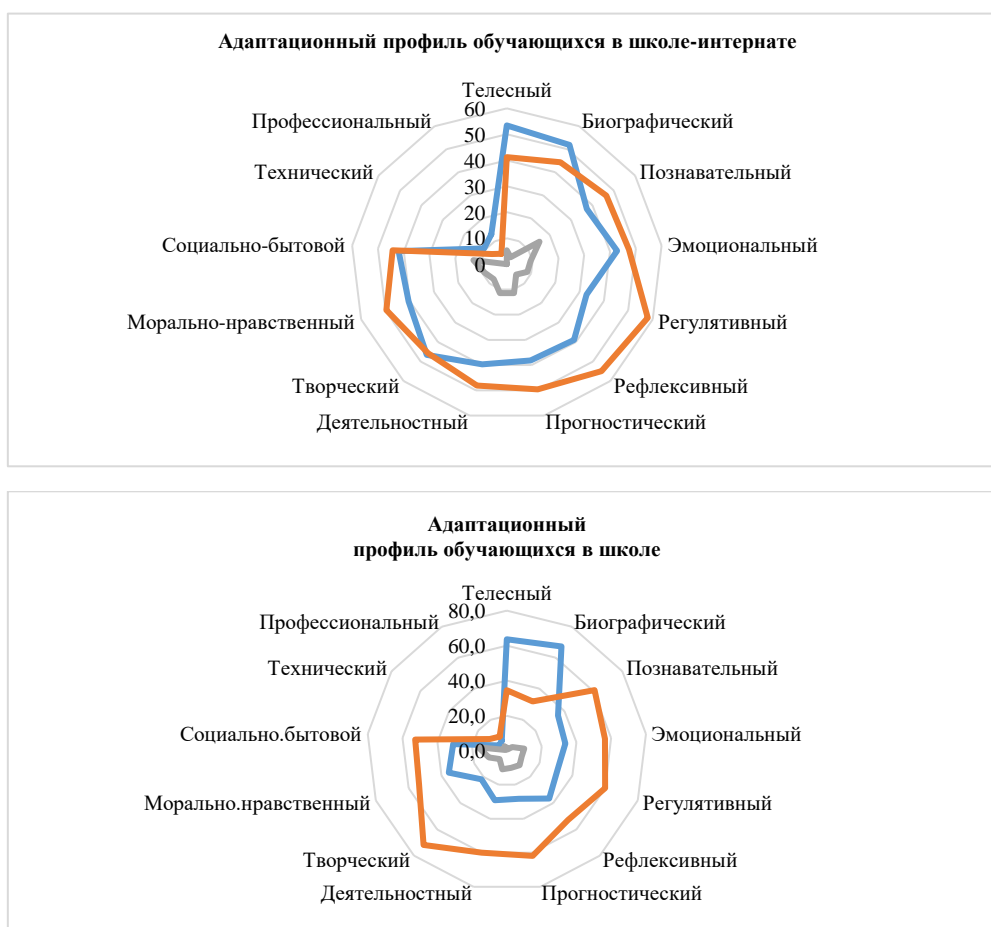 Адаптационный профиль обучающихся в школе-интернате
Телесный
60
Профессиональный
Биографический
50
Технический
40
Познавательный
30
20
Социально-бытовой
10
Эмоциональный
0
Морально-нравственный
Регулятивный
Творческий
Рефлексивный
Деятельностный
Прогностический
Адаптационный
профиль обучающихся в школе
Телесный
80,0
Профессиональный
Биографический
60,0
Технический
40,0
Познавательный
20,0
Социально.бытовой
Эмоциональный
0,0
Морально.нравственный
Регулятивный
Творческий
Рефлексивный
Деятельностный
Прогностический